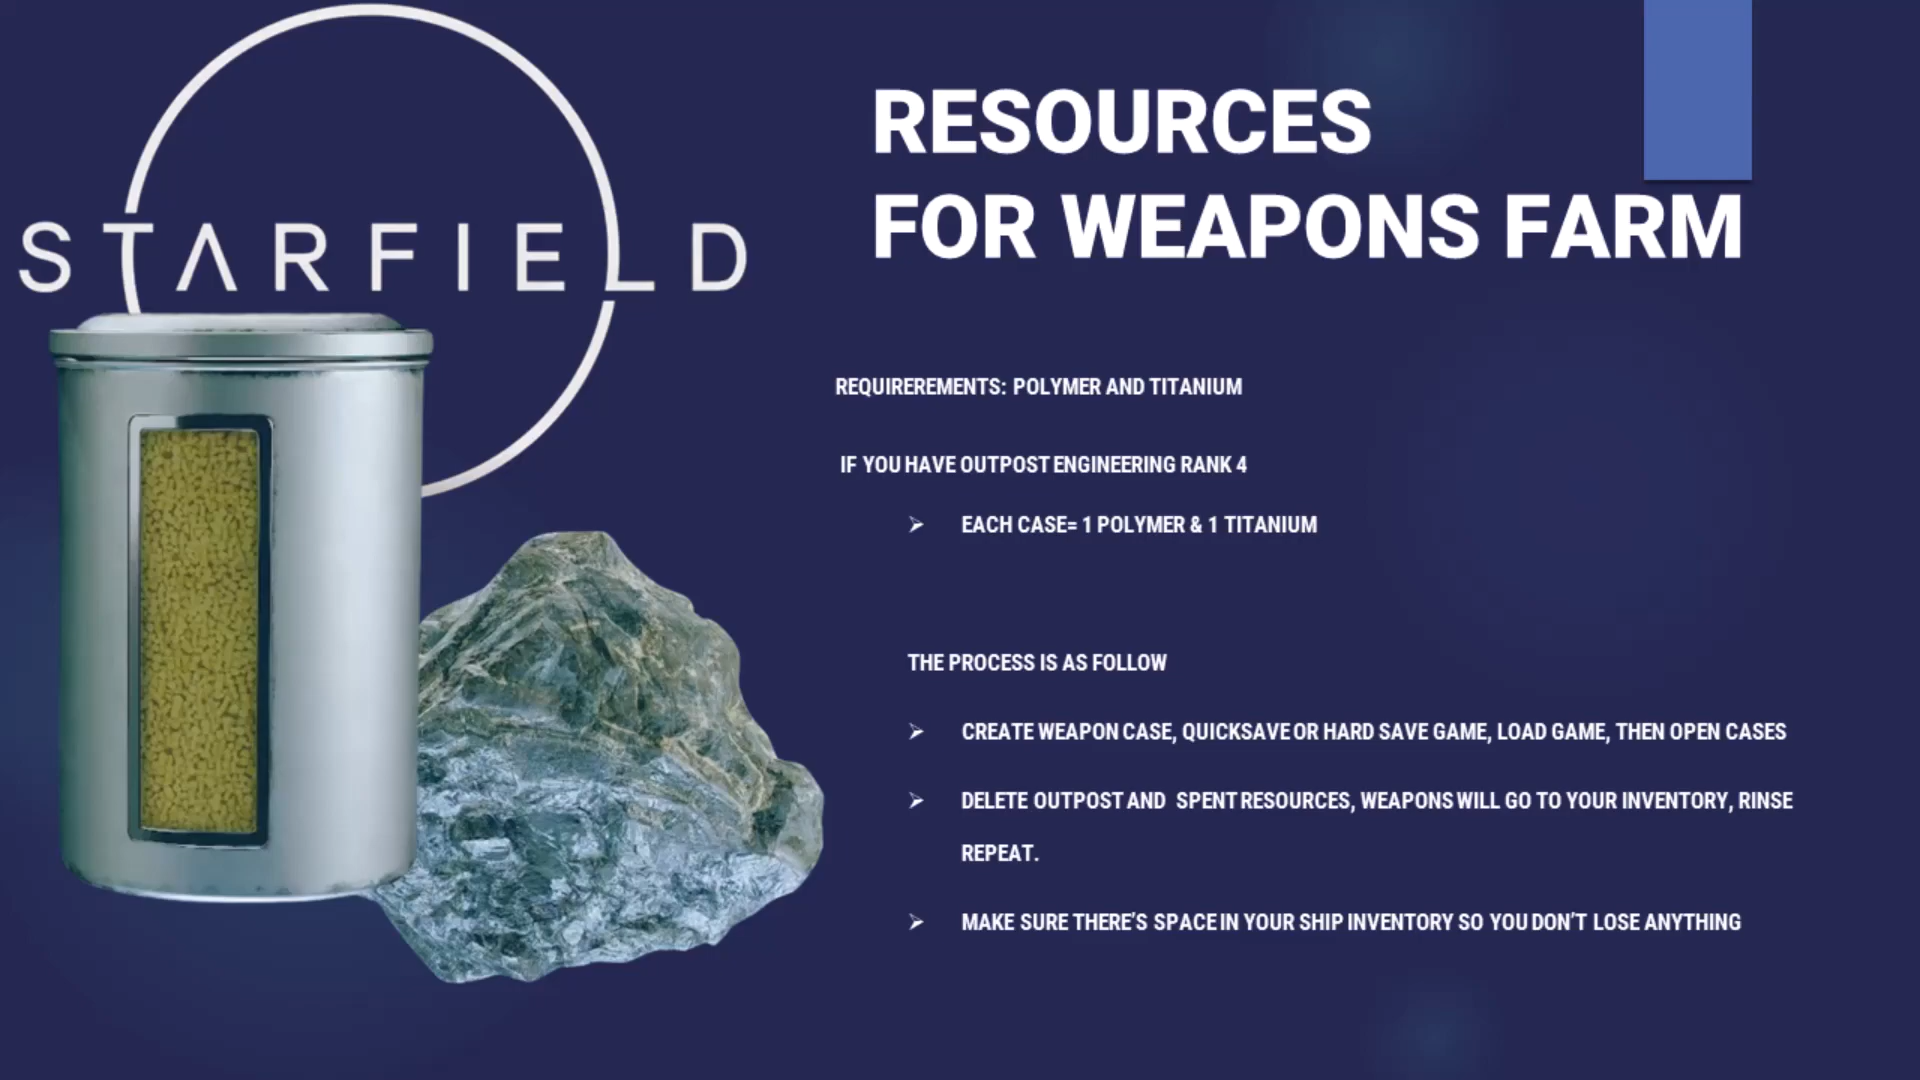 STARFIELD
RESOURCES
FOR WEAPONS FARM
REQUIREREMENTS: POLYMER AND TITANIUM
IF YOU HAVE OUTPOST ENGINEERING RANK 4
EACH CASE= 1 POLYMER & 1 TITANIUM
THE PROCESS IS AS FOLLOW
CREATE WEAPON CASE, QUICKSAVE OR HARD SAVE GAME, LOAD GAME, THEN OPEN CASES
DELETE OUTPOST AND SPENT RESOURCES, WEAPONS WILL GO TO YOUR INVENTORY, RINSE
REPEAT.
MAKE SURE THERE’S SPACE IN YOUR SHIP INVENTORY SO YOU DON’T LOSE ANYTHING